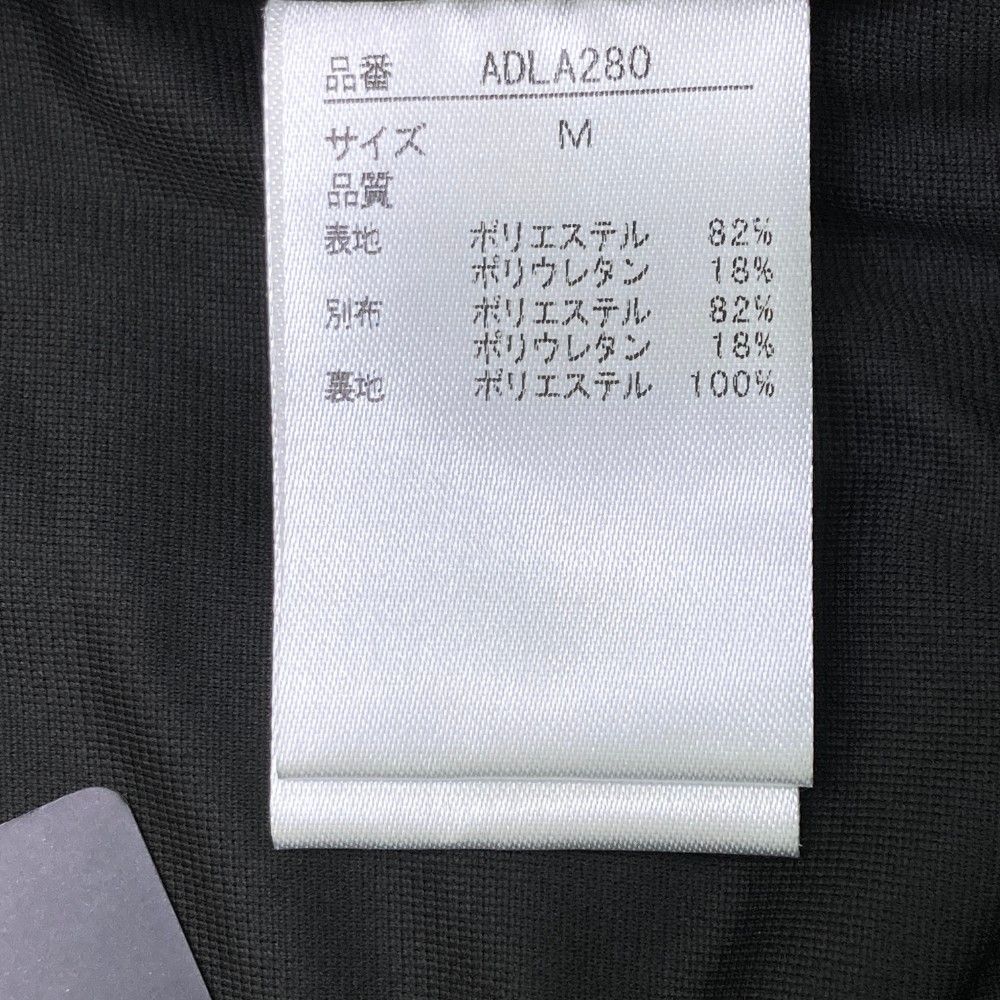 品番 ADLA280
サイズ M
品質
表地 ポリエステル 82%
ポリウレタン 18%
別布 ポリエステル 82%
ポリウレタン 18%
裏地 ポリエステル 100%